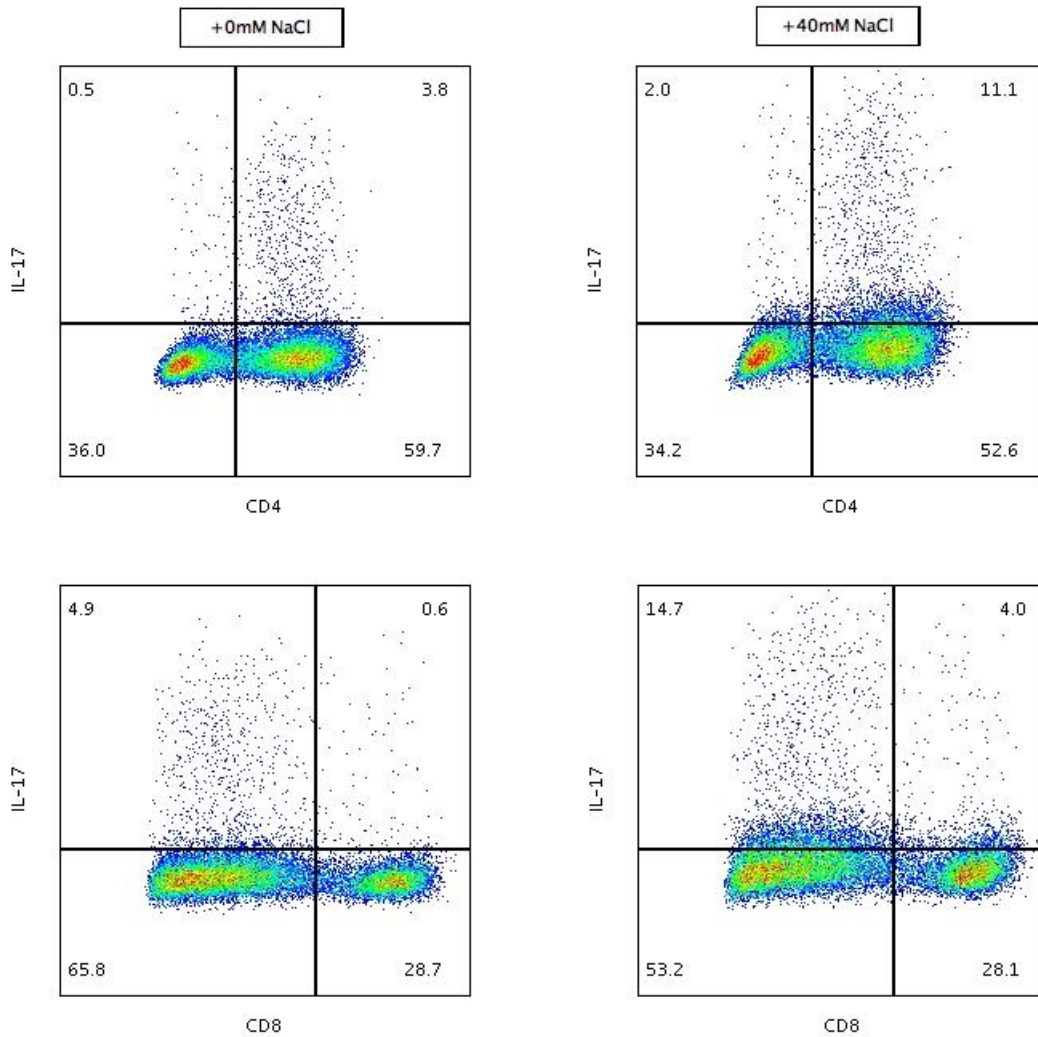 +0mM NaCl
+40mM NaCl
0.5
3.8
IL-17
36.0
59.7
CD4
2.0
11.1
IL-17
34.2
52.6
CD4
4.9
0.6
IL-17
65.8
28.7
CD8
14.7
4.0
IL-17
53.2
28.1
CD8